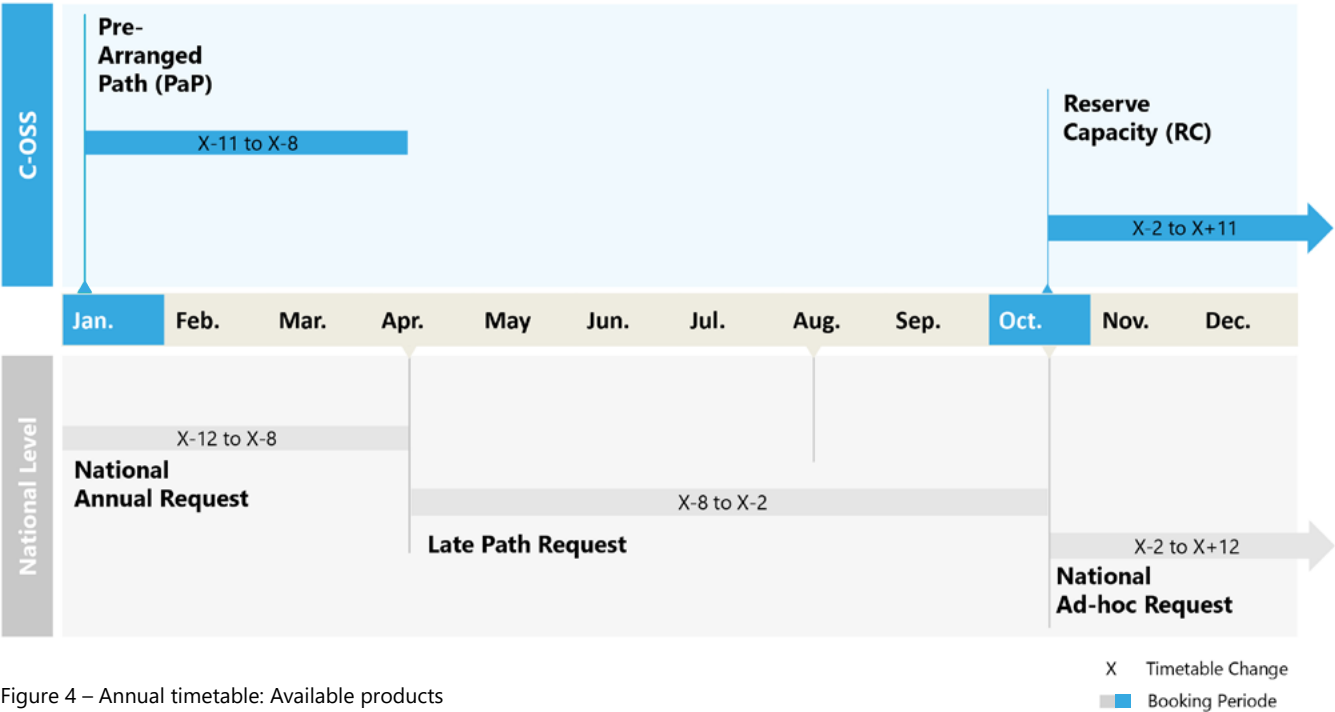 C-OSS
Pre-
Arranged
Path (PaP)
X-11 to X-8
Reserve
Capacity (RC)
X-2 to X+11
Jan. Feb. Mar. Apr. May Jun. Jul. Aug. Sep. Oct. Nov. Dec.
National Level
X-12 to X-8
National
Annual Request
X-8 to X-2
Late Path Request
X-2 to X+12
National
Ad-hoc Request
X Timetable Change
Booking Periode
Figure 4 – Annual timetable: Available products